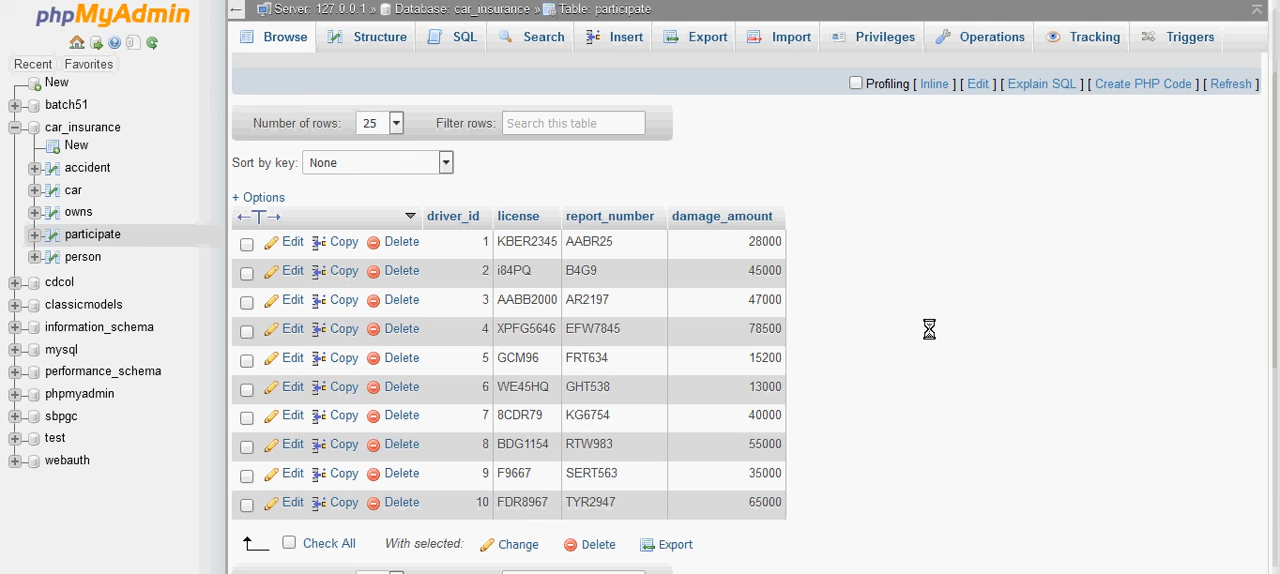 phpMyAdmin
Recent Favorites
New
batch51
car_insurance
New
accident
car
owns
participate
person
cdcol
classicmodels
information_schema
mysql
performance_schema
phpmyadmin
sbpgc
test
webauth
Server: 127.0.0.1 » Database: car_insurance » Table: participate
Browse Structure SQL Search Insert Export Import Privileges Operations Tracking Triggers
Profiling [ Inline ] [ Edit ] [ Explain SQL ] [ Create PHP Code ] [ Refresh ]
Number of rows: 25 Filter rows: Search this table
Sort by key: None
+ Options
←T→ driver_id license report_number damage_amount
Edit Copy Delete 1 KBER2345 AABR25 28000
Edit Copy Delete 2 i84PQ B4G9 45000
Edit Copy Delete 3 AABB2000 AR2197 47000
Edit Copy Delete 4 XPFG5646 EFW7845 78500
Edit Copy Delete 5 GCM96 FRT634 15200
Edit Copy Delete 6 WE45HQ GHT538 13000
Edit Copy Delete 7 8CDR79 KG6754 40000
Edit Copy Delete 8 BDG1154 RTW983 55000
Edit Copy Delete 9 F9667 SERT563 35000
Edit Copy Delete 10 FDR8967 TYR2947 65000
Check All With selected: Change Delete Export